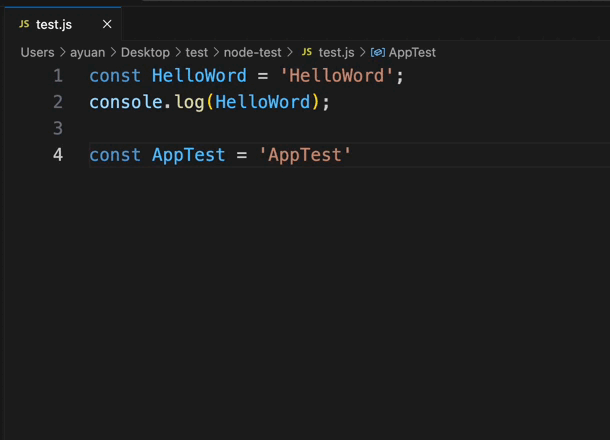 JS test.js ×
Users > ayuan > Desktop > test > node-test > JS test.js > AppTest
1 const HelloWord = 'HelloWord';
2 console.log(HelloWord);
3
4 const AppTest = 'AppTest'